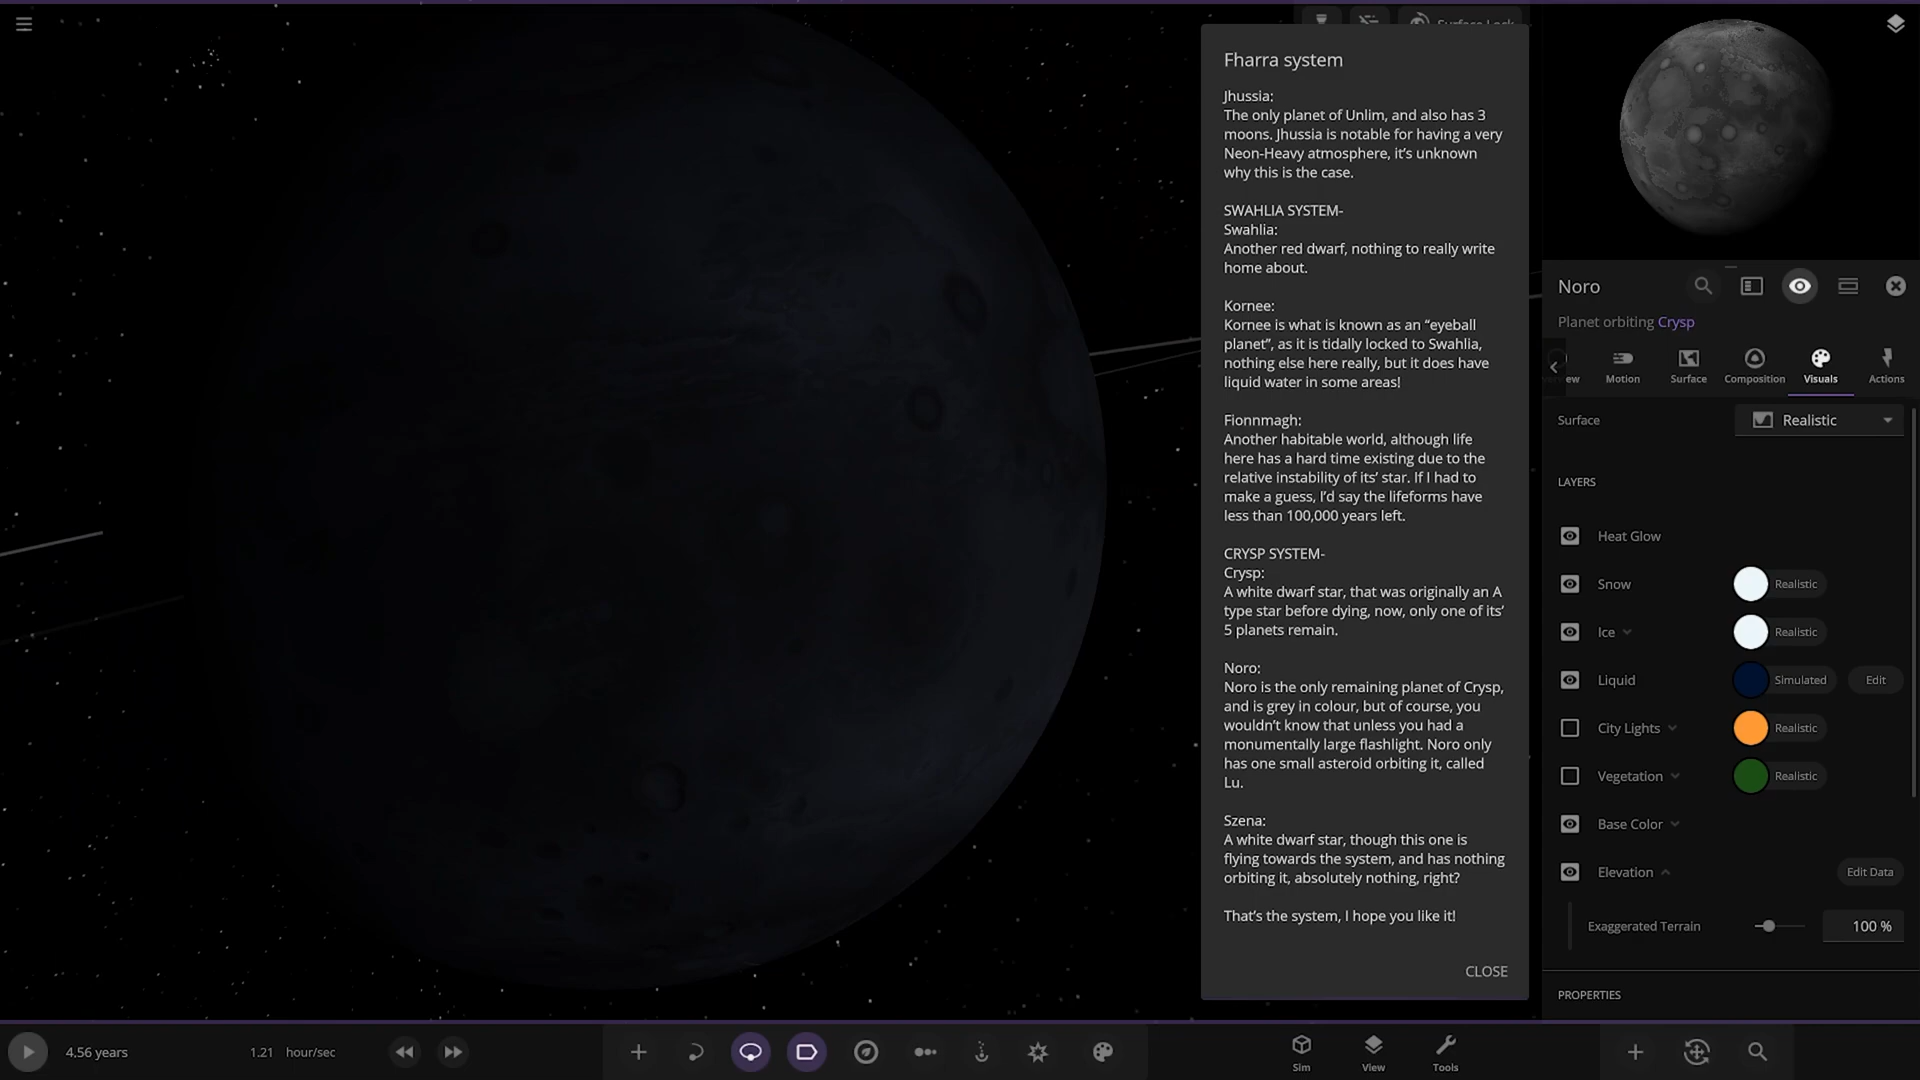 Surface Lock
Fharra system
Jhussia:
The only planet of Unlim, and also has 3
moons. Jhussia is notable for having a very
Neon-Heavy atmosphere, it's unknown
why this is the case.
SWAHLIA SYSTEM-
Swahlia:
Another red dwarf, nothing to really write
home about.
Kornee:
Kornee is what is known as an “eyeball
planet”, as it is tidally locked to Swahlia,
nothing else here really, but it does have
liquid water in some areas!
Fionnmagh:
Another habitable world, although life
here has a hard time existing due to the
relative instability of its’ star. If I had to
make a guess, I’d say the lifeforms have
less than 100,000 years left.
CRYSP SYSTEM-
Crysp:
A white dwarf star, that was originally an A
type star before dying, now, only one of its’
5 planets remain.
Noro:
Noro is the only remaining planet of Crysp,
and is grey in colour, but of course, you
wouldn’t know that unless you had a
monumentally large flashlight. Noro only
has one small asteroid orbiting it, called
Lu.
Szena:
A white dwarf star, though this one is
flying towards the system, and has nothing
orbiting it, absolutely nothing, right?
That’s the system, I hope you like it!
CLOSE
Noro
Planet orbiting Crysp
ew Motion Surface Composition Visuals Actions
Surface Realistic
LAYERS
Heat Glow
Snow Realistic
Ice Realistic
Liquid Simulated Edit
City Lights Realistic
Vegetation Realistic
Base Color
Elevation Edit Data
Exaggerated Terrain 100 %
PROPERTIES
4.56 years 1.21 hour/sec Sim View Tools